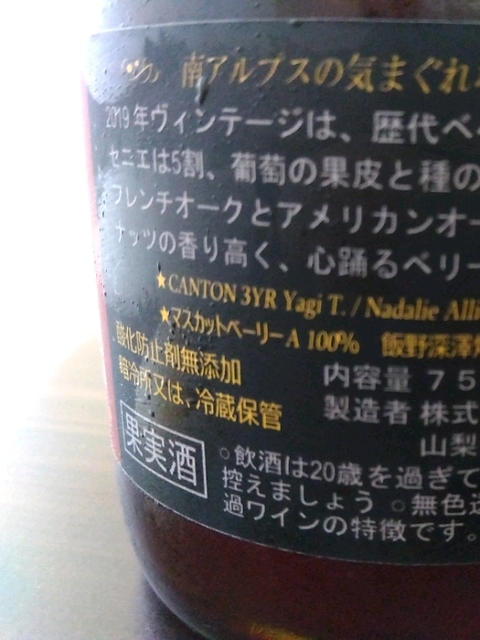 南アルプスの気まぐれ
2019年ヴィンテージは、歴代ベ
セニエは5割、葡萄の果皮と種の
フレンチオークとアメリカンオー
ナッツの香り高く、心踊るベリー
★CANTON 3YR Yagi T. / Nadalie Alli
★マスカットベーリーA 100% 飯野深澤
酸化防止剤無添加
暗冷所又は、冷蔵保管
内容量 75
製造者 株式
山梨
果実酒
○飲酒は20歳を過ぎて
控えましょう ○無色透
過ワインの特徴です。